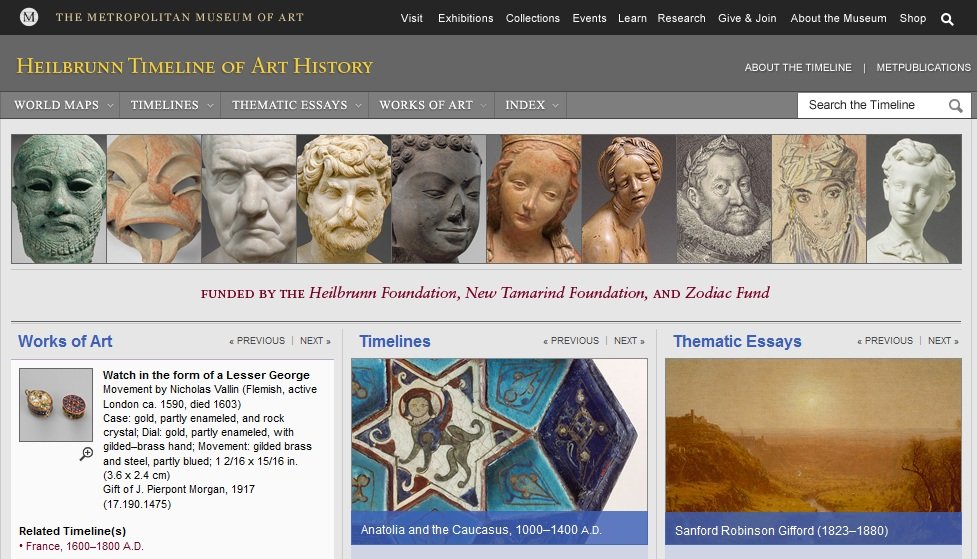 M THE METROPOLITAN MUSEUM OF ART
Visit Exhibitions Collections Events Learn Research Give & Join About the Museum Shop
HEILBRUNN TIMELINE OF ART HISTORY
ABOUT THE TIMELINE | METPUBLICATIONS
WORLD MAPS TIMELINES THEMATIC ESSAYS WORKS OF ART INDEX
Search the Timeline
FUNDED BY THE Heilbrunn Foundation, New Tamarind Foundation, AND Zodiac Fund
Works of Art
« PREVIOUS | NEXT »
Watch in the form of a Lesser George
Movement by Nicholas Vallin (Flemish, active
London ca. 1590, died 1603)
Case: gold, partly enameled, and rock
crystal; Dial: gold, partly enameled, with
gilded–brass hand; Movement: gilded brass
and steel, partly blued; 1 2/16 x 15/16 in.
(3.6 x 2.4 cm)
Gift of J. Pierpont Morgan, 1917
(17.190.1475)
Related Timeline(s)
• France, 1600–1800 A.D.
Timelines
« PREVIOUS | NEXT »
Anatolia and the Caucasus, 1000–1400 A.D.
Thematic Essays
« PREVIOUS | NEXT »
Sanford Robinson Gifford (1823–1880)